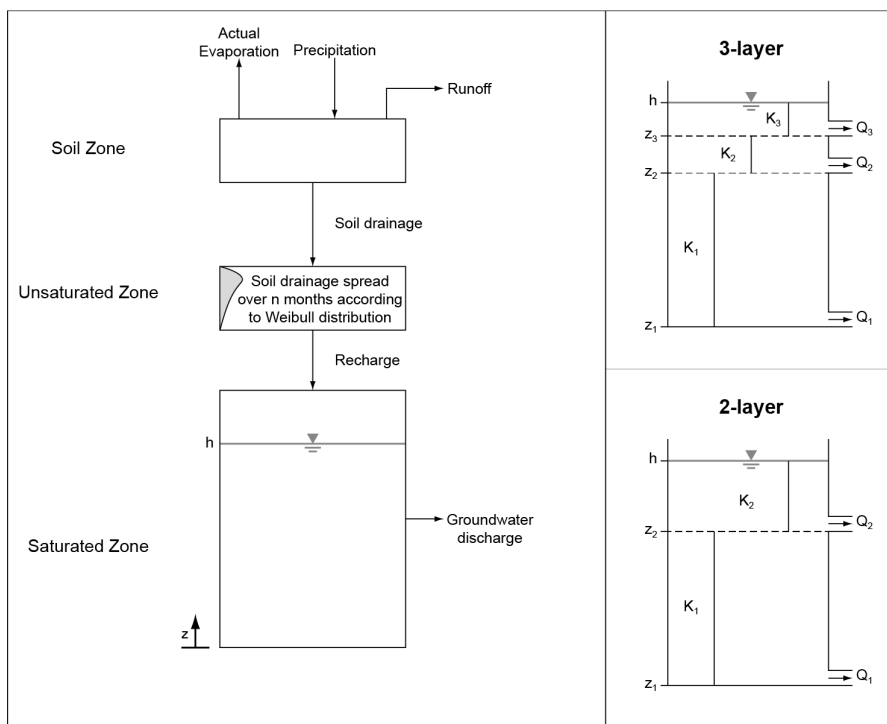 Actual
Evaporation
Precipitation
Runoff
Soil Zone
Soil drainage
Unsaturated Zone
Soil drainage spread
over n months according
to Weibull distribution
Recharge
h
Saturated Zone
Groundwater
discharge
z
3-layer
h
K₃
Q₃
z₃
K₂
Q₂
z₂
K₁
Q₁
z₁
2-layer
h
K₂
Q₂
z₂
K₁
Q₁
z₁